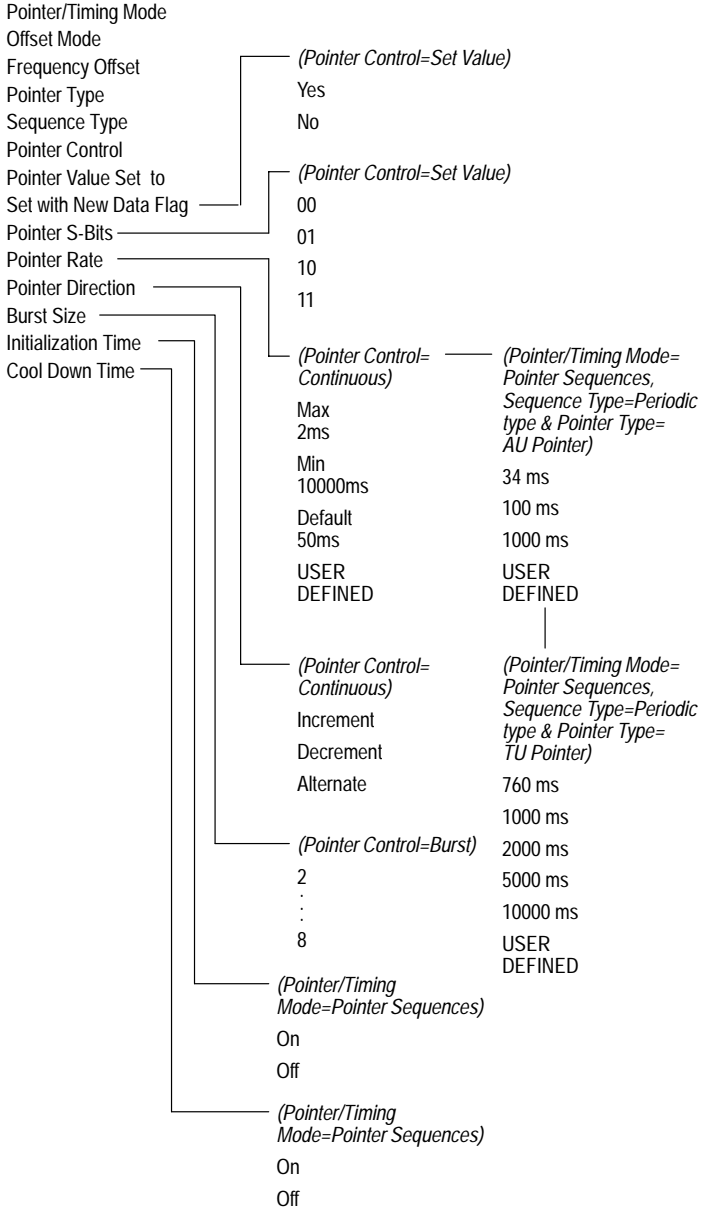 Pointer/Timing Mode
Offset Mode
Frequency Offset
Pointer Type
Sequence Type
Pointer Control
Pointer Value Set to
Set with New Data Flag
Pointer S-Bits
Pointer Rate
Pointer Direction
Burst Size
Initialization Time
Cool Down Time
(Pointer Control=Set Value)
Yes
No
(Pointer Control=Set Value)
00
01
10
11
(Pointer Control=
Continuous)
Max
2ms
Min
10000ms
Default
50ms
USER
DEFINED
(Pointer/Timing Mode=
Pointer Sequences,
Sequence Type=Periodic
type & Pointer Type=
AU Pointer)
34 ms
100 ms
1000 ms
USER
DEFINED
(Pointer/Timing Mode=
Pointer Sequences,
Sequence Type=Periodic
type & Pointer Type=
TU Pointer)
760 ms
1000 ms
2000 ms
5000 ms
10000 ms
USER
DEFINED
(Pointer Control=
Continuous)
Increment
Decrement
Alternate
(Pointer Control=Burst)
2
.
.
.
8
(Pointer/Timing
Mode=Pointer Sequences)
On
Off
(Pointer/Timing
Mode=Pointer Sequences)
On
Off